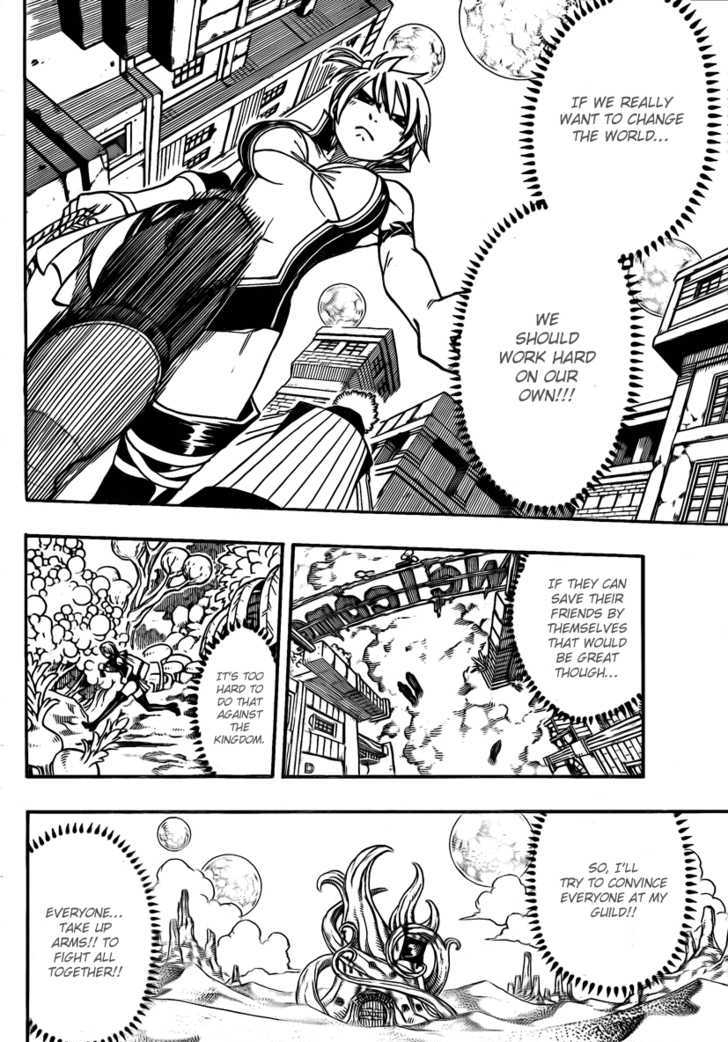 IF WE REALLY
WANT TO CHANGE
THE WORLD...
WE
SHOULD
WORK HARD
ON OUR
OWN!!!
IF THEY CAN
SAVE THEIR
FRIENDS BY
THEMSELVES
THAT WOULD
BE GREAT
THOUGH...
IT'S TOO
HARD TO
DO THAT
AGAINST
THE
KINGDOM.
SO, I'LL
TRY TO CONVINCE
EVERYONE AT MY
GUILD!!
EVERYONE...
TAKE UP
ARMS!! TO
FIGHT ALL
TOGETHER!!